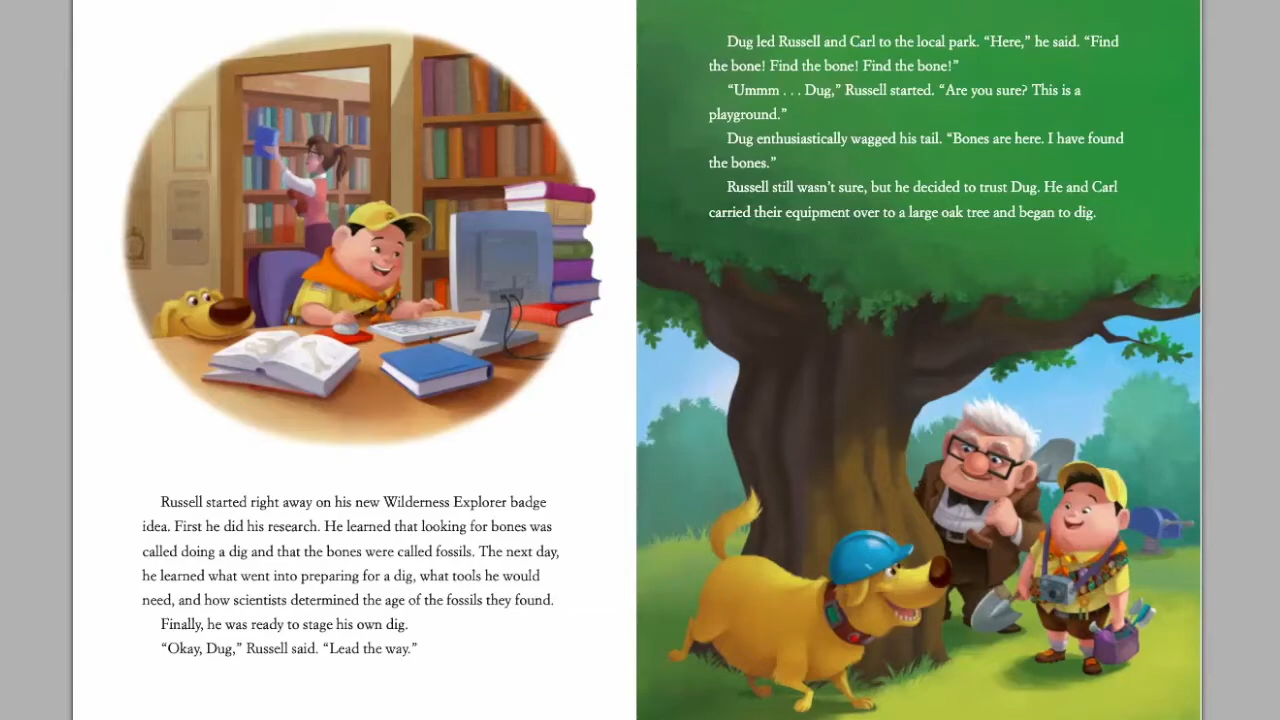 Russell started right away on his new Wilderness Explorer badge
idea. First he did his research. He learned that looking for bones was
called doing a dig and that the bones were called fossils. The next day,
he learned what went into preparing for a dig, what tools he would
need, and how scientists determined the age of the fossils they found.
Finally, he was ready to stage his own dig.
“Okay, Dug,” Russell said. “Lead the way.”
Dug led Russell and Carl to the local park. “Here,” he said. “Find
the bone! Find the bone! Find the bone!”
“Ummm . . . Dug,” Russell started. “Are you sure? This is a
playground.”
Dug enthusiastically wagged his tail. “Bones are here. I have found
the bones.”
Russell still wasn’t sure, but he decided to trust Dug. He and Carl
carried their equipment over to a large oak tree and began to dig.